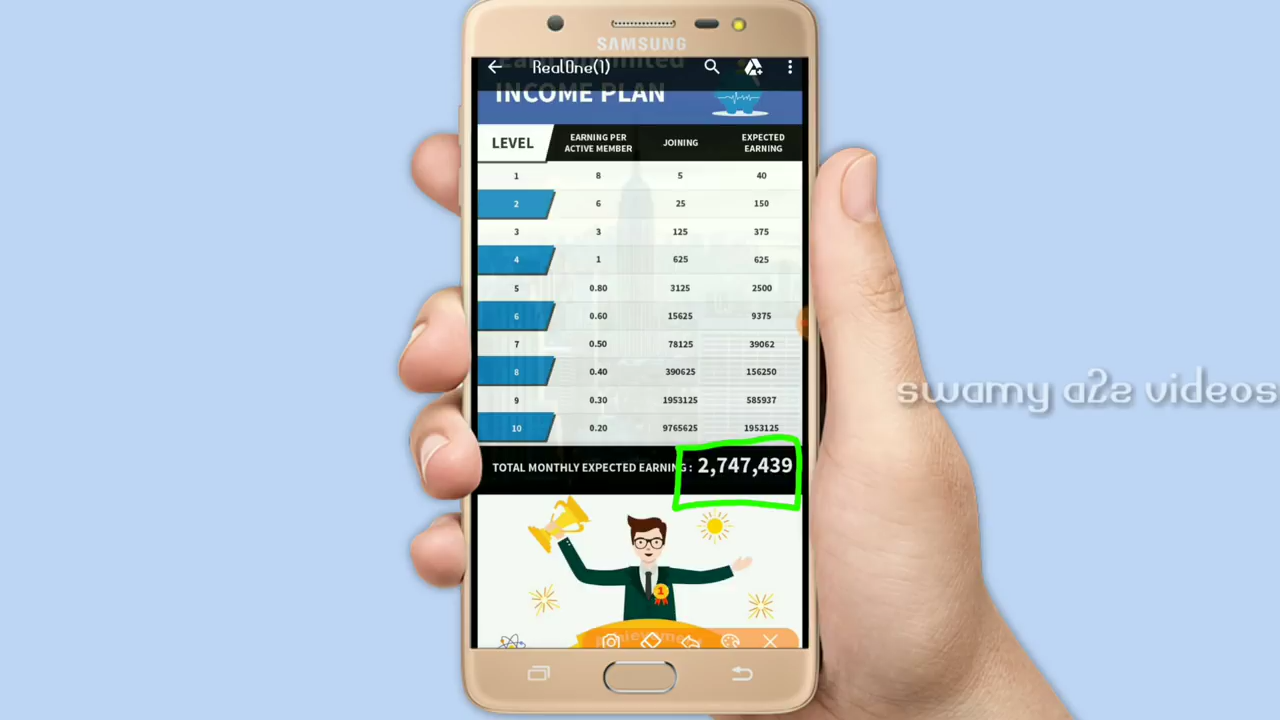 SAMSUNG
RealOne(1)
INCOME PLAN
LEVEL EARNING PER ACTIVE MEMBER JOINING EXPECTED EARNING
1 8 5 40
2 6 25 150
3 3 125 375
4 1 625 625
5 0.80 3125 2500
6 0.60 15625 9375
7 0.50 78125 39062
8 0.40 390625 156250
9 0.30 1953125 585937
10 0.20 9765625 1953125
TOTAL MONTHLY EXPECTED EARNING : 2,747,439
1
swamy a2z videos